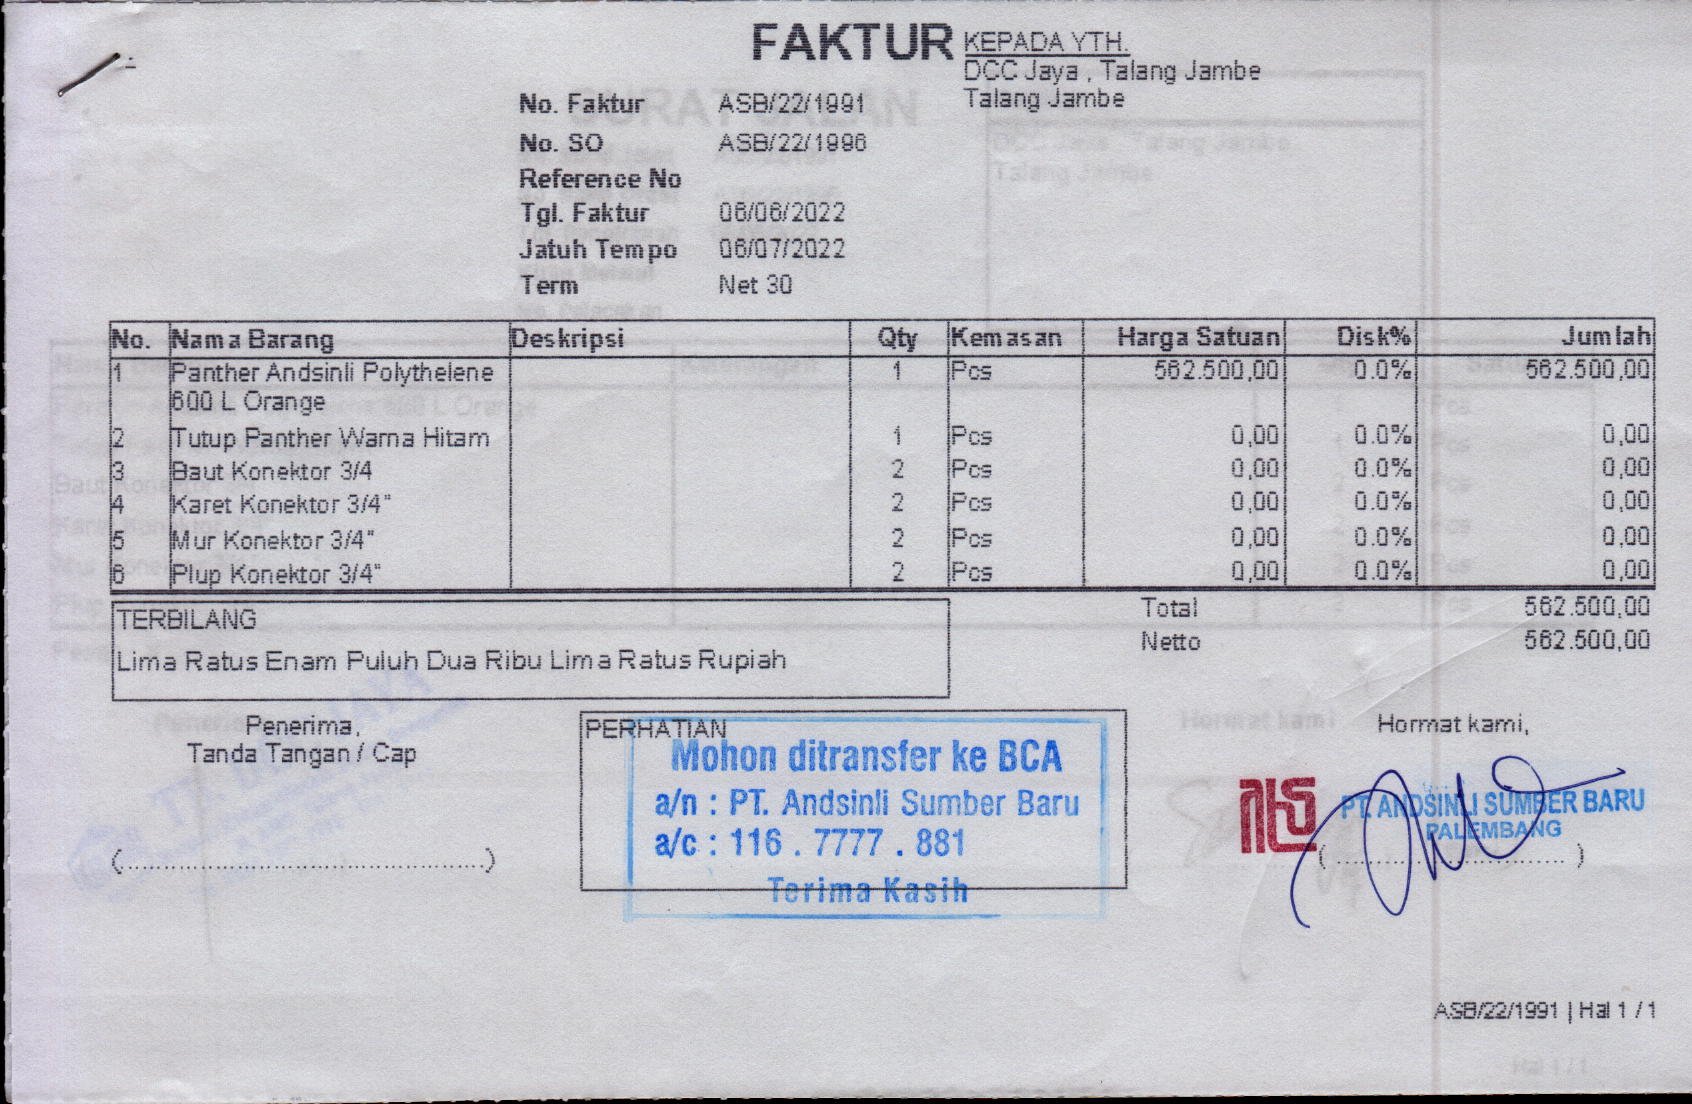 FAKTUR
KEPADA YTH.
DCC Jaya , Talang Jambe
Talang Jambe
No. Faktur ASB/22/1991
No. SO ASB/22/1996
Reference No
Tgl. Faktur 06/06/2022
Jatuh Tempo 06/07/2022
Term Net 30
No. Nama Barang Deskripsi Qty Kemasan Harga Satuan Disk% Jumlah
1 Panther Andsinli Polythelene 1 Pcs 562.500,00 0.0% 562.500,00
600 L Orange
2 Tutup Panther Warna Hitam 1 Pcs 0,00 0.0% 0,00
3 Baut Konektor 3/4 2 Pcs 0,00 0.0% 0,00
4 Karet Konektor 3/4" 2 Pcs 0,00 0.0% 0,00
5 Mur Konektor 3/4" 2 Pcs 0,00 0.0% 0,00
6 Plup Konektor 3/4" 2 Pcs 0,00 0.0% 0,00
Total 562.500,00
Netto 562.500,00
TERBILANG
Lima Ratus Enam Puluh Dua Ribu Lima Ratus Rupiah
Penerima,
Tanda Tangan / Cap
(....................................................)
PERHATIAN
Mohon ditransfer ke BCA
a/n : PT. Andsinli Sumber Baru
a/c : 116 . 7777 . 881
Terima Kasih
Hormat kami,
PT. ANDSINLI SUMBER BARU
PALEMBANG
(................................)
ASB/22/1991 | Hal 1 / 1